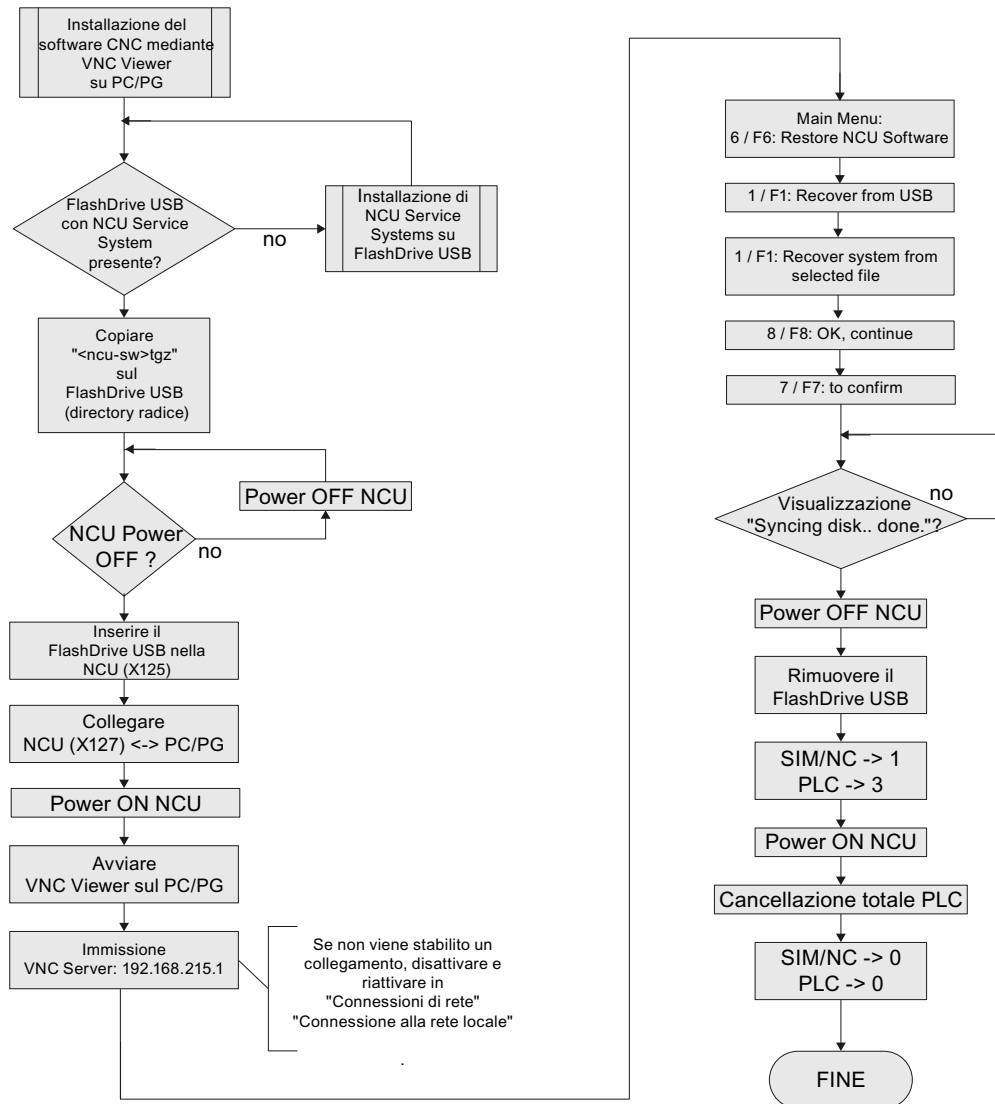 Installazione del
software CNC mediante
VNC Viewer
su PC/PG
FlashDrive USB
con NCU Service
System
presente?
no
Installazione di
NCU Service
Systems su
FlashDrive USB
Copiare
"<ncu-sw>tgz"
sul
FlashDrive USB
(directory radice)
Power OFF NCU
NCU Power
OFF ?
no
Inserire il
FlashDrive USB nella
NCU (X125)
Collegare
NCU (X127) <-> PC/PG
Power ON NCU
Avviare
VNC Viewer sul PC/PG
Immissione
VNC Server: 192.168.215.1
Se non viene stabilito un
collegamento, disattivare e
riattivare in
"Connessioni di rete"
"Connessione alla rete locale"
.
Main Menu:
6 / F6: Restore NCU Software
1 / F1: Recover from USB
1 / F1: Recover system from
selected file
8 / F8: OK, continue
7 / F7: to confirm
Visualizzazione
"Syncing disk.. done."?
no
Power OFF NCU
Rimuovere il
FlashDrive USB
SIM/NC -> 1
PLC -> 3
Power ON NCU
Cancellazione totale PLC
SIM/NC -> 0
PLC -> 0
FINE